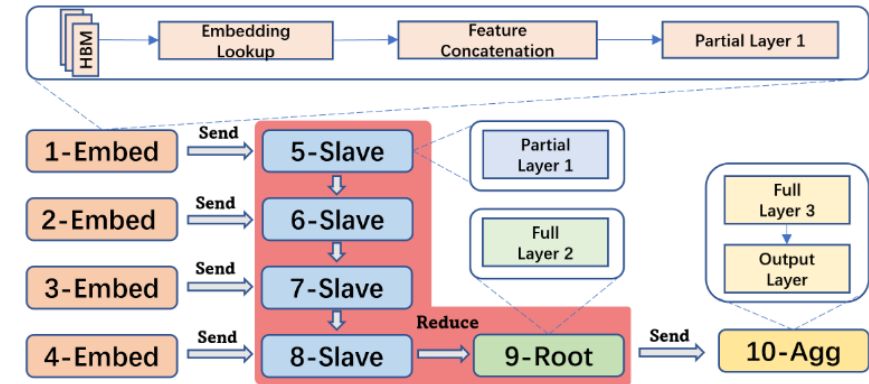 HBM
Embedding
Lookup
Feature
Concatenation
Partial Layer 1
1-Embed
Send
5-Slave
Partial
Layer 1
2-Embed
Send
6-Slave
Full
Layer 2
Full
Layer 3
Output
Layer
3-Embed
Send
7-Slave
4-Embed
Send
8-Slave
Reduce
9-Root
Send
10-Agg